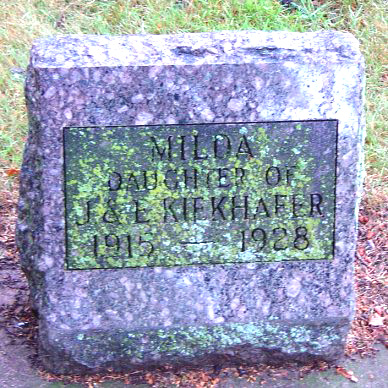 MILDA
DAUGHTER OF
J & E KIEKHAFER
1915 — 1928